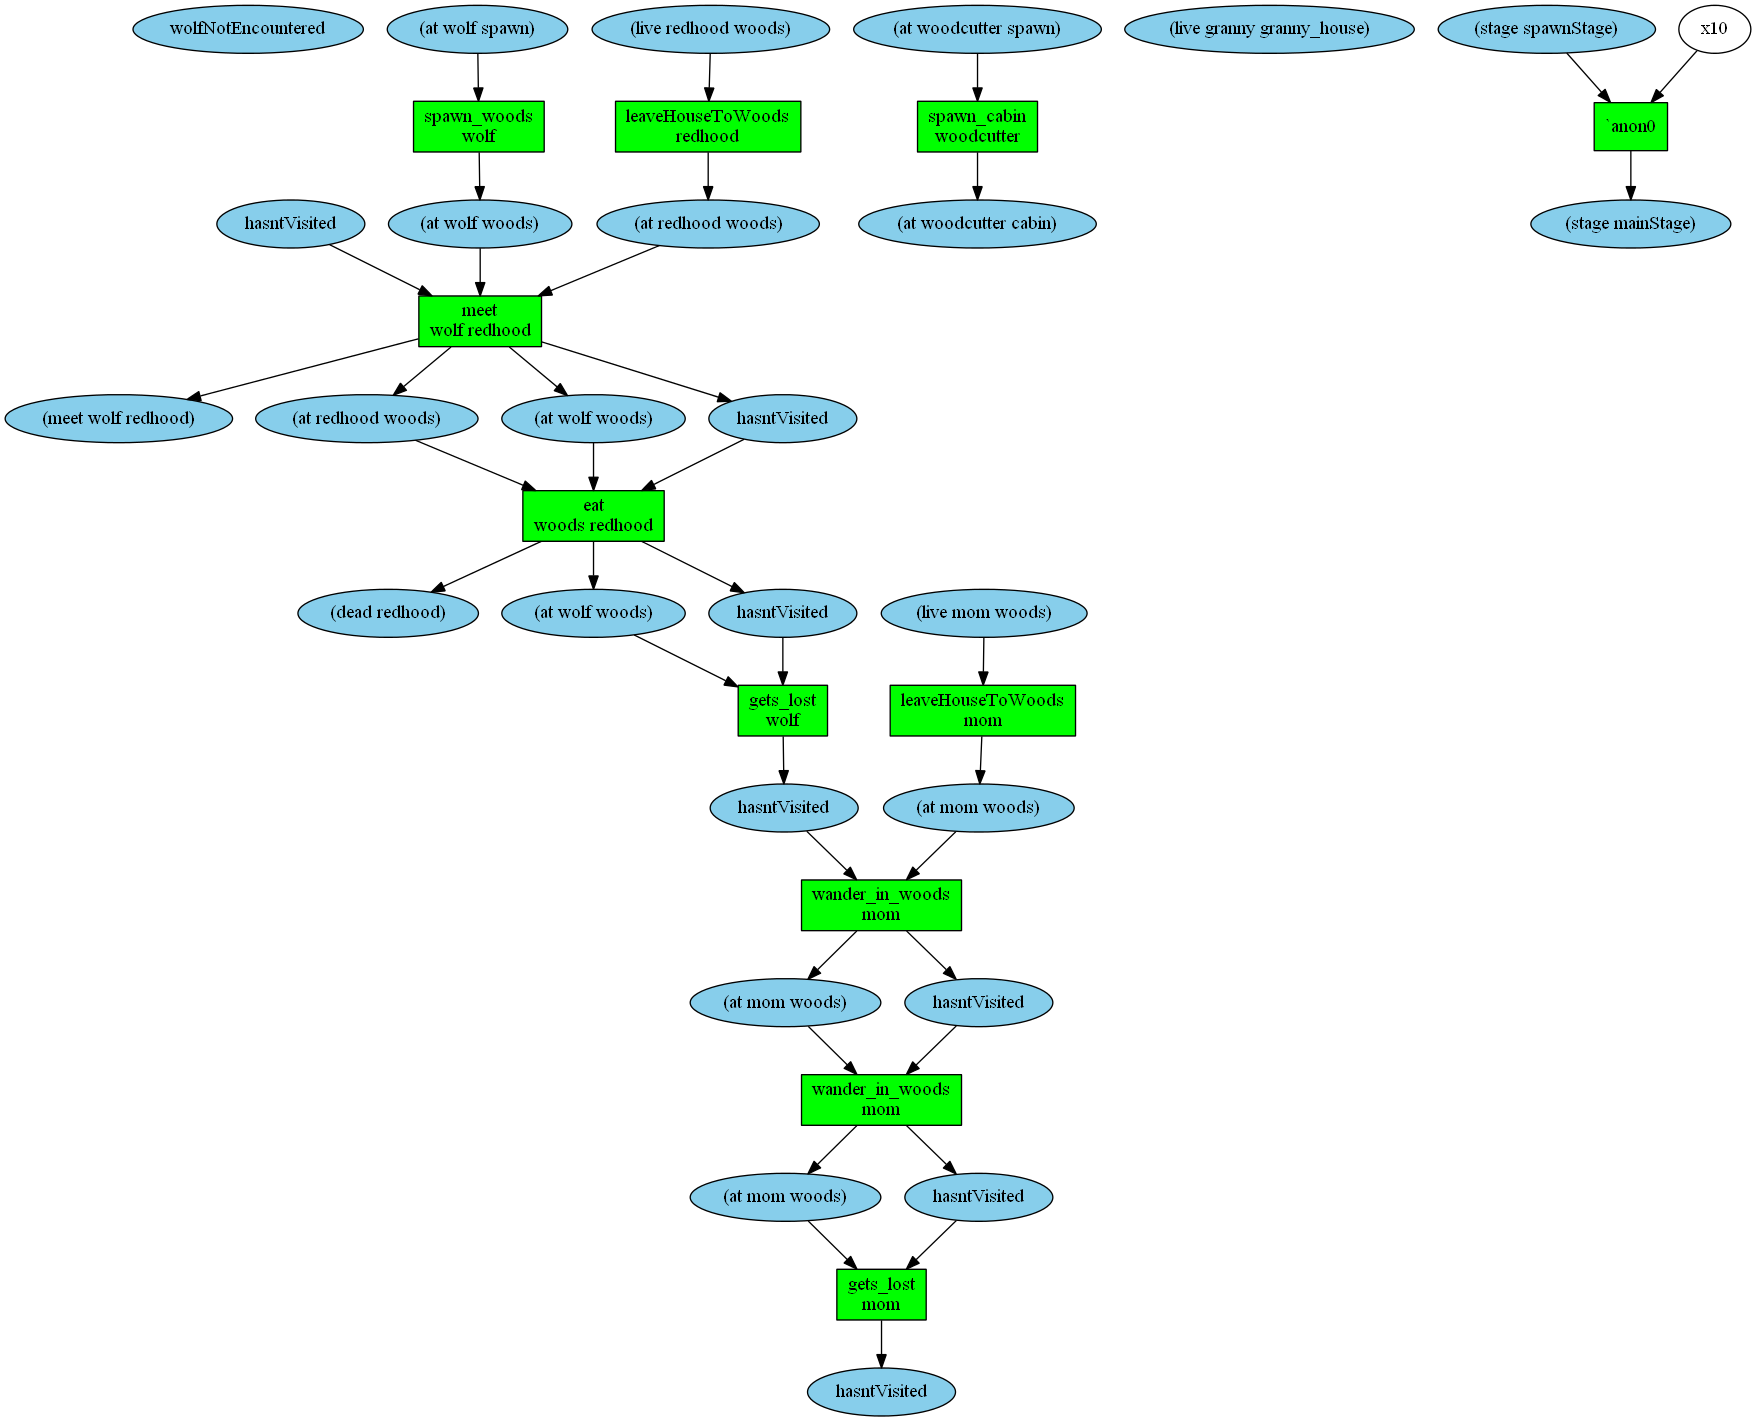 wolfNotEncountered
(at wolf spawn)
(live redhood woods)
(at woodcutter spawn)
(live granny granny_house)
(stage spawnStage)
x10
spawn_woods
wolf
leaveHouseToWoods
redhood
spawn_cabin
woodcutter
`anon0
hasntVisited
(at wolf woods)
(at redhood woods)
(at woodcutter cabin)
(stage mainStage)
meet
wolf redhood
(meet wolf redhood)
(at redhood woods)
(at wolf woods)
hasntVisited
eat
woods redhood
(dead redhood)
(at wolf woods)
hasntVisited
(live mom woods)
gets_lost
wolf
leaveHouseToWoods
mom
hasntVisited
(at mom woods)
wander_in_woods
mom
(at mom woods)
hasntVisited
wander_in_woods
mom
(at mom woods)
hasntVisited
gets_lost
mom
hasntVisited